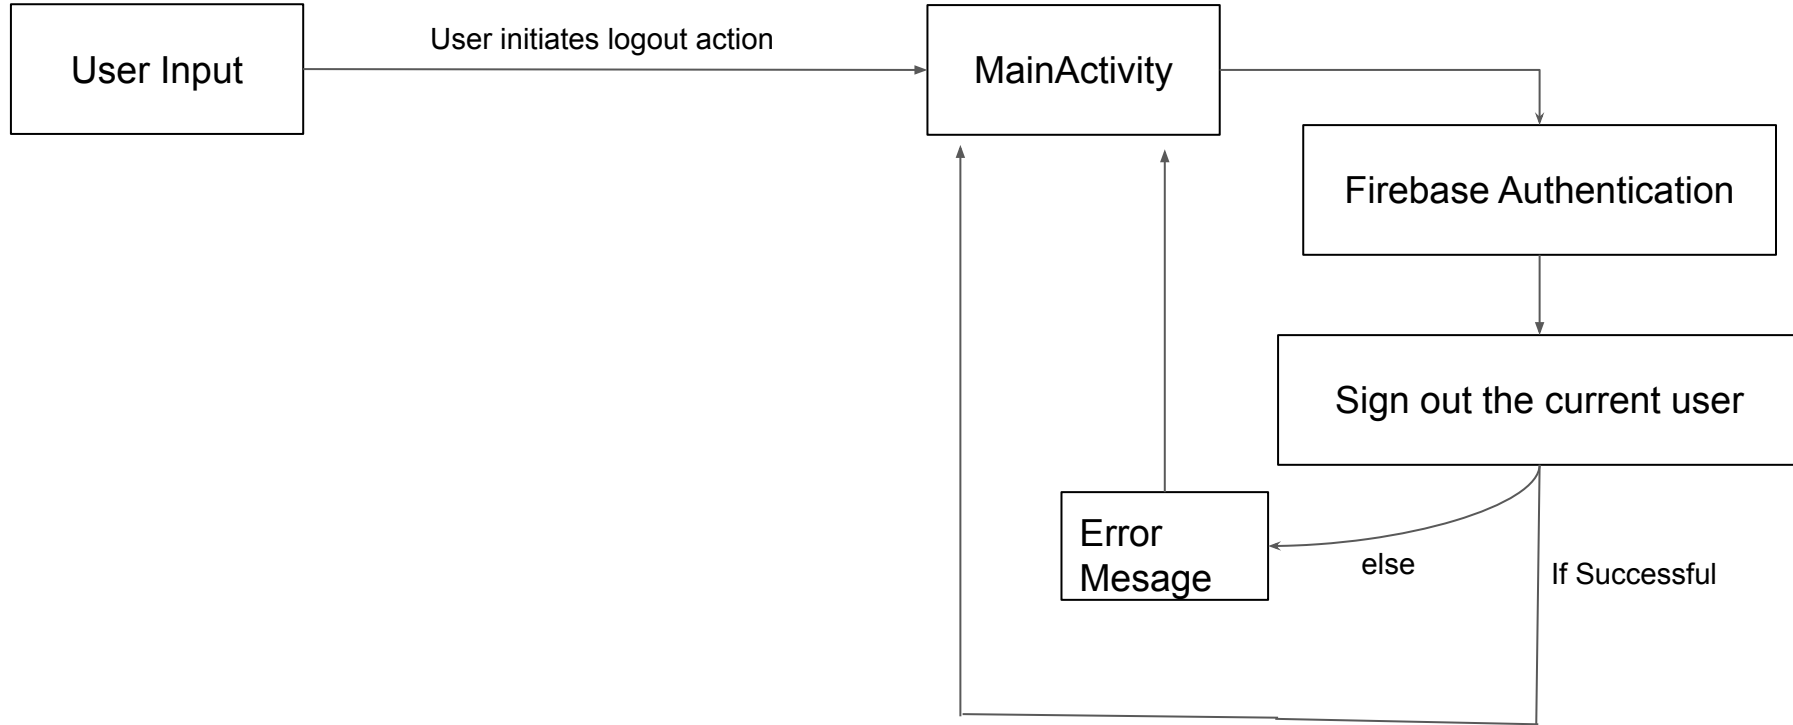 User Input
User initiates logout action
MainActivity
Firebase Authentication
Sign out the current user
Error
Mesage
else
If Successful